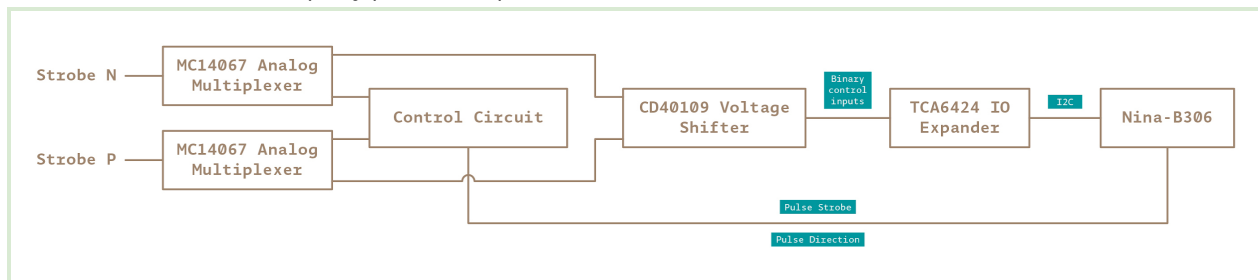 Strobe N
MC14067 Analog
Multiplexer
Strobe P
MC14067 Analog
Multiplexer
Control Circuit
CD40109 Voltage
Shifter
Binary
control
inputs
TCA6424 IO
Expander
I2C
Nina-B306
Pulse Strobe
Pulse Direction